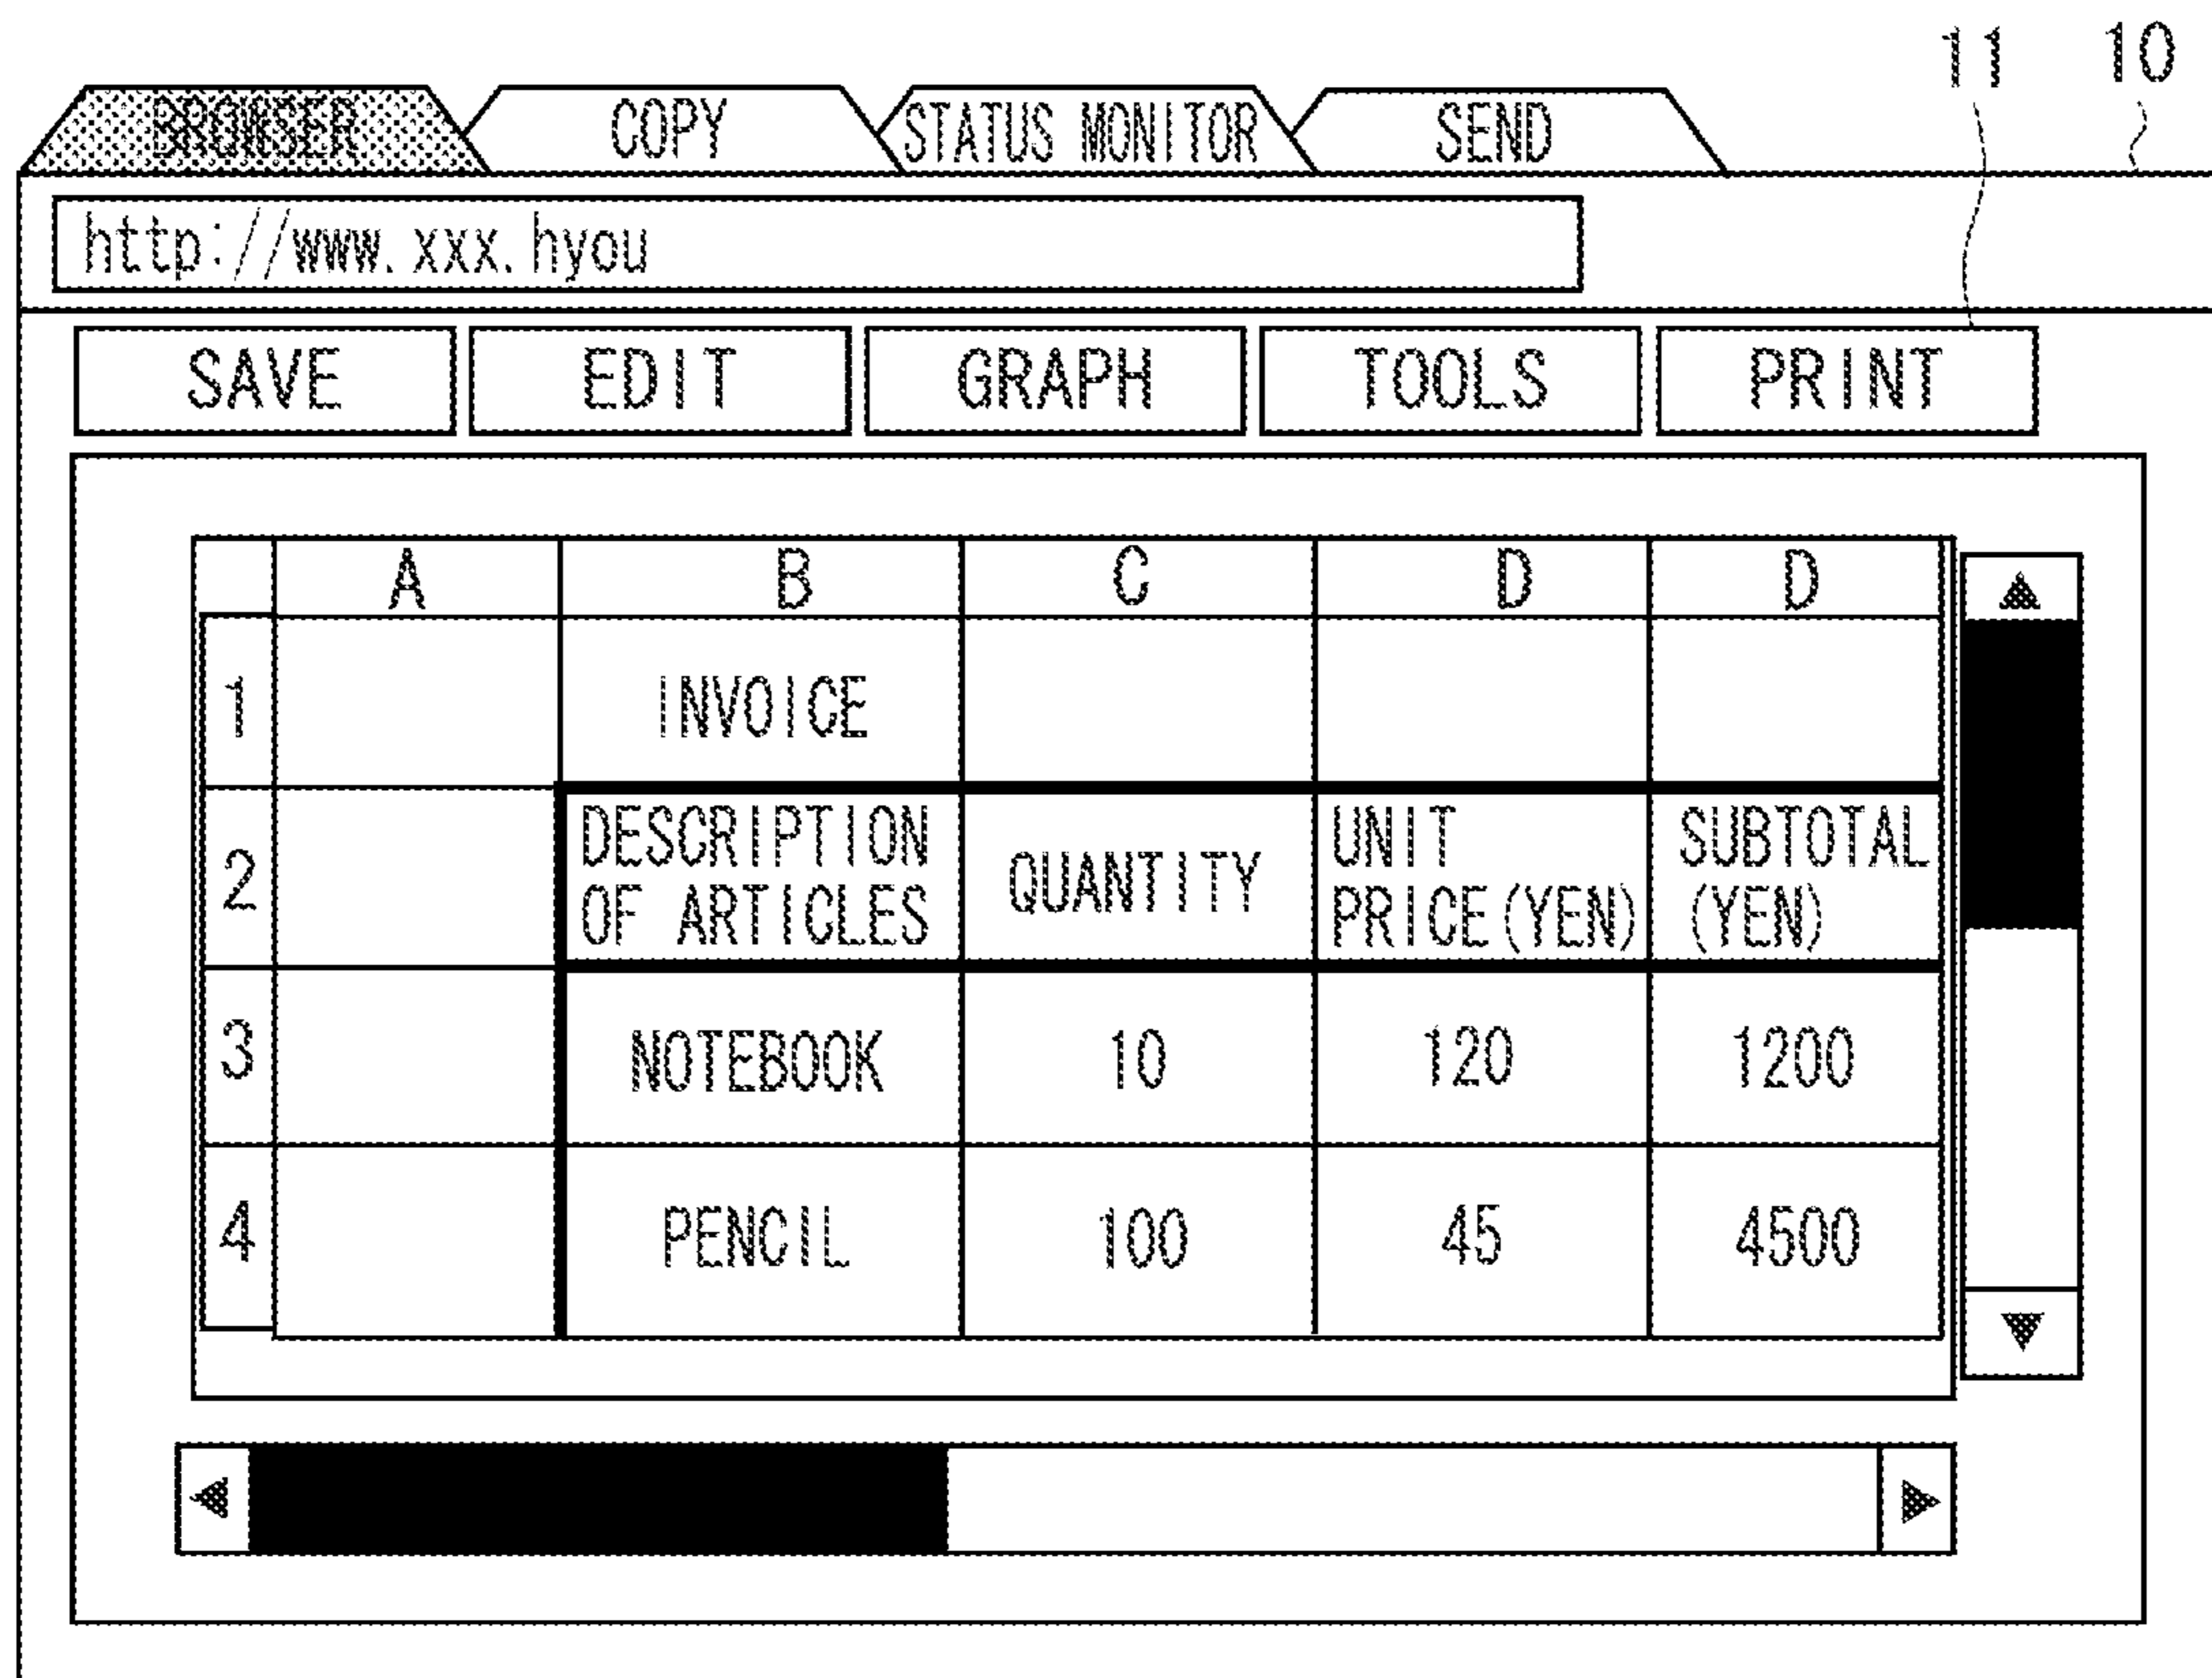 11 10
BROWSER COPY STATUS MONITOR SEND
http://www.xxx.hyou
SAVE EDIT GRAPH TOOLS PRINT
A B C D D
1 INVOICE
2 DESCRIPTION OF ARTICLES QUANTITY UNIT PRICE(YEN) SUBTOTAL (YEN)
3 NOTEBOOK 10 120 1200
4 PENCIL 100 45 4500